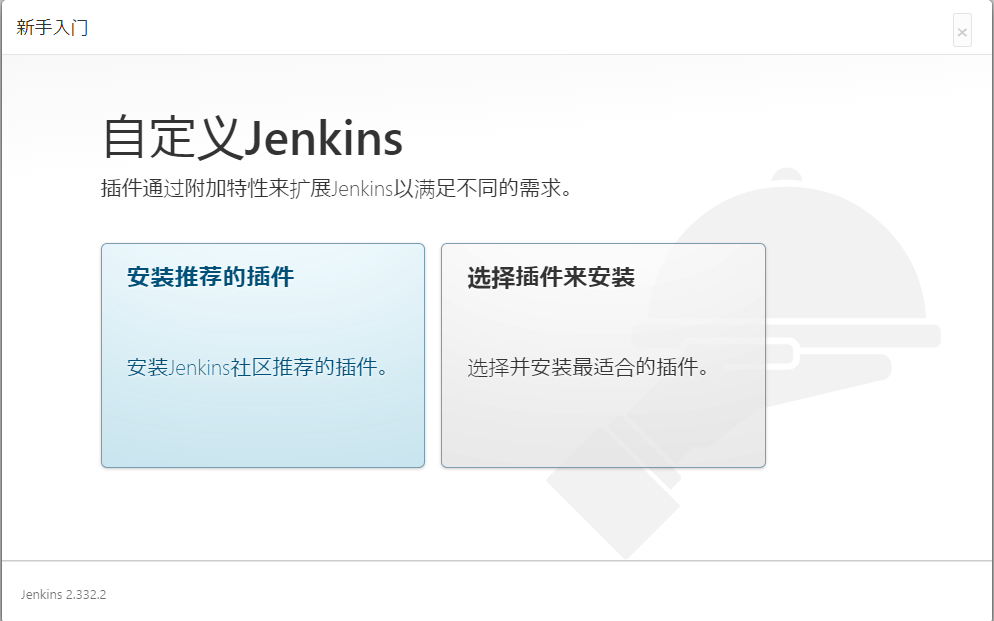 新手入门
×
自定义Jenkins
插件通过附加特性来扩展Jenkins以满足不同的需求。
安装推荐的插件
安装Jenkins社区推荐的插件。
选择插件来安装
选择并安装最适合的插件。
Jenkins 2.332.2